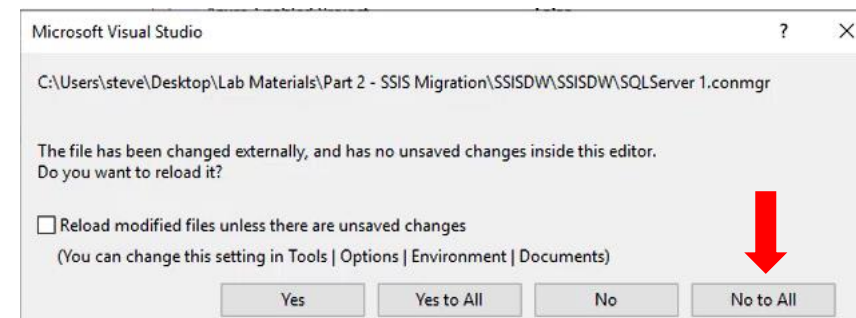 Microsoft Visual Studio ? ×
C:\Users\steve\Desktop\Lab Materials\Part 2 - SSIS Migration\SSISDW\SSISDW\SQLServer 1.conmgr
The file has been changed externally, and has no unsaved changes inside this editor.
Do you want to reload it?
Reload modified files unless there are unsaved changes
(You can change this setting in Tools | Options | Environment | Documents)
Yes Yes to All No No to All